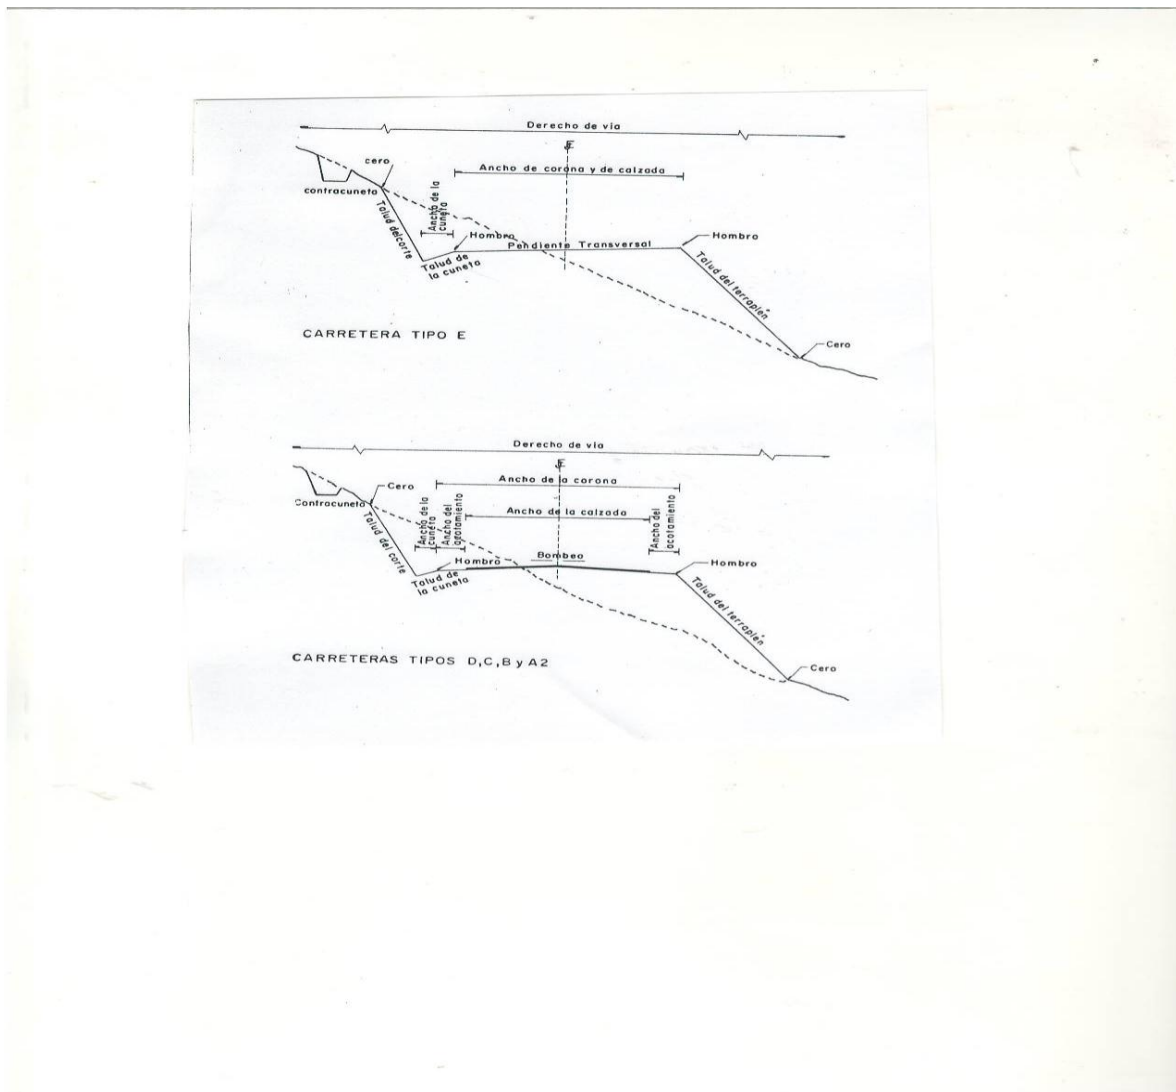 Derecho de vía
cero
Ancho de corona y de calzada
contracuneta
Ancho de la
cuneta
Talud del corte
Hombro
Pendiente Transversal
Hombro
Talud de
la cuneta
Talud del terraplen
CARRETERA TIPO E
Cero
Derecho de vía
Cero
Ancho de la corona
Contracuneta
Ancho de la
cuneta
Ancho del
acotamiento
Ancho de la calzada
Ancho del
acotamiento
Talud del corte
Hombro
Bombeo
Hombro
Talud de
la cuneta
Talud del terraplen
CARRETERAS TIPOS D,C,B y A2
Cero